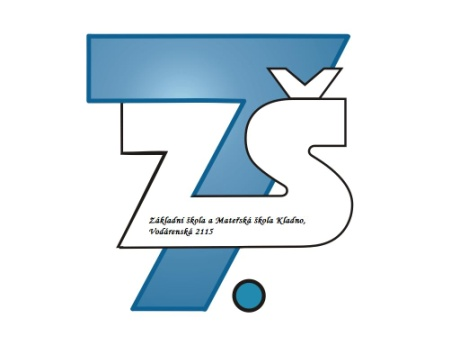 7.
ZŠ
Základní škola a Mateřská škola Kladno,
Vodárenská 2115